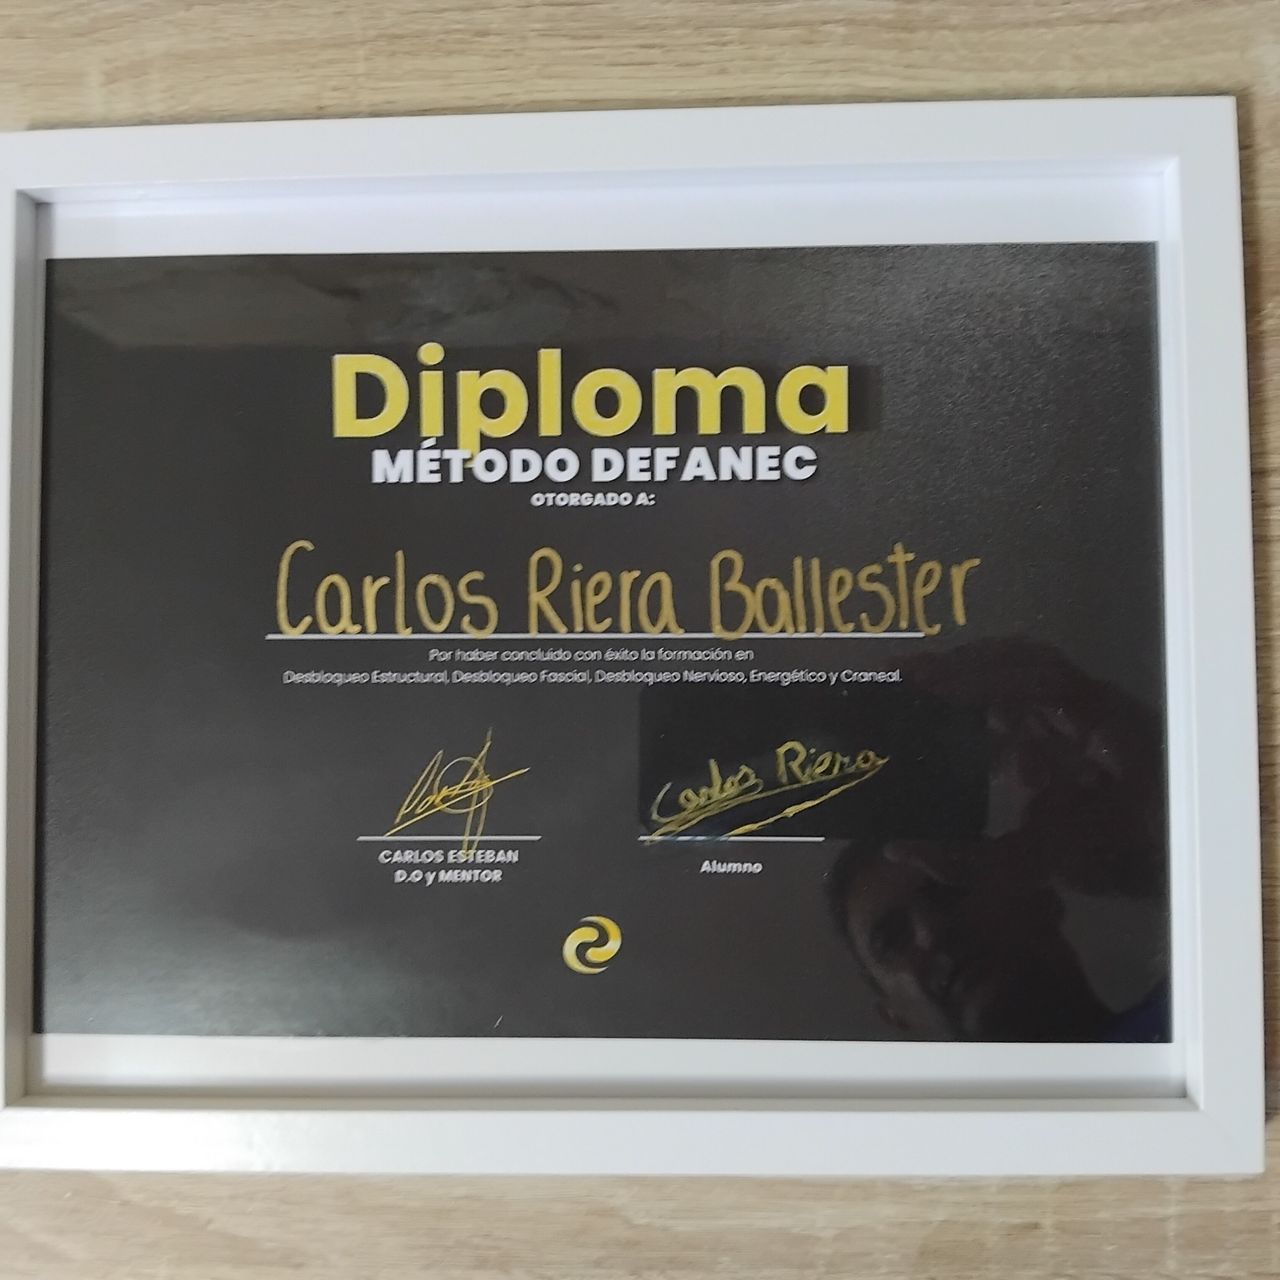 Diploma
MÉTODO DEFANEC
OTORGADO A:
Carlos Riera Ballester
Por haber concluido con éxito la formación en
Desbloqueo Estructural, Desbloqueo Fascial, Desbloqueo Nervioso, Energético y Craneal.
Carlos Riera
CARLOS ESTEBAN
D.O y MENTOR
Alumno